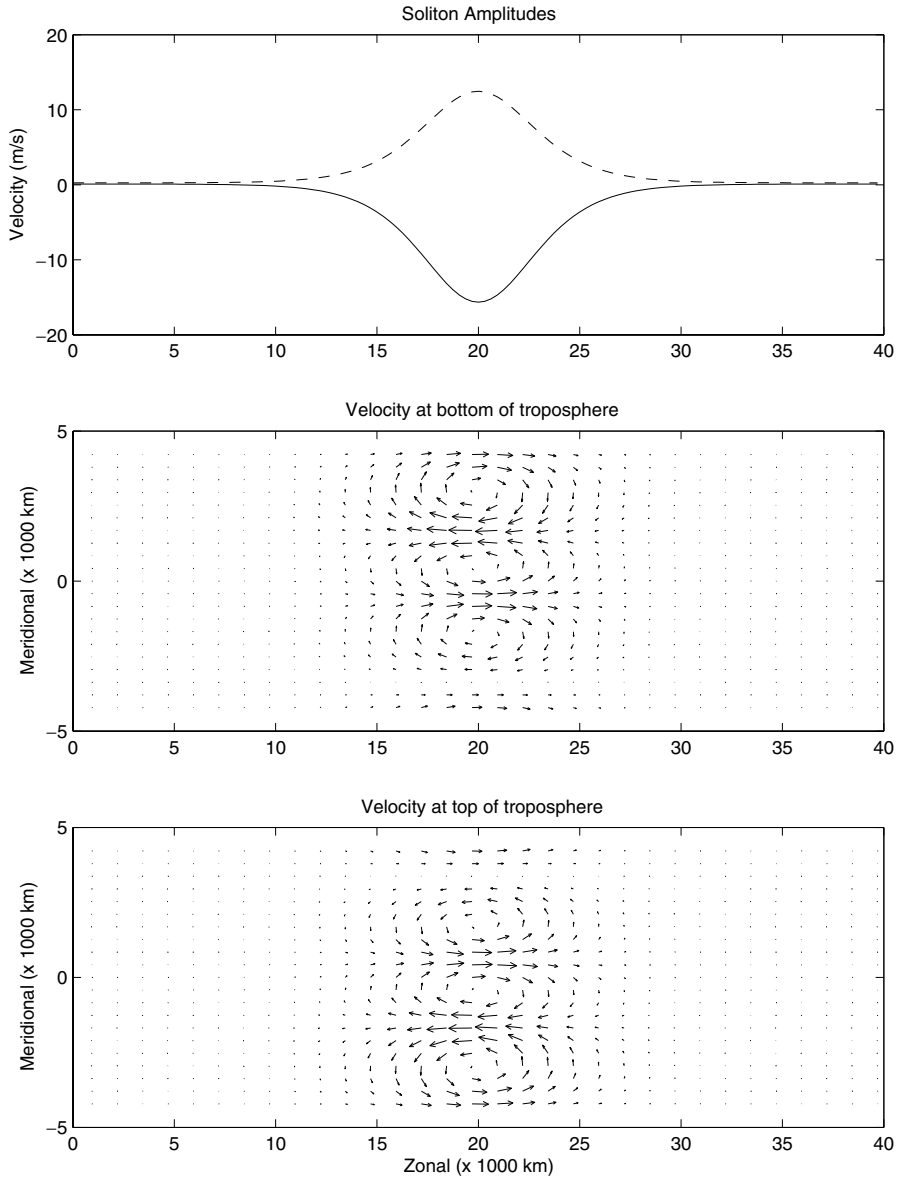 Soliton Amplitudes
20
10
0
−10
−20
Velocity (m/s)
0 5 10 15 20 25 30 35 40
Velocity at bottom of troposphere
5
0
−5
Meridional (x 1000 km)
0 5 10 15 20 25 30 35 40
Velocity at top of troposphere
5
0
−5
Meridional (x 1000 km)
0 5 10 15 20 25 30 35 40
Zonal (x 1000 km)